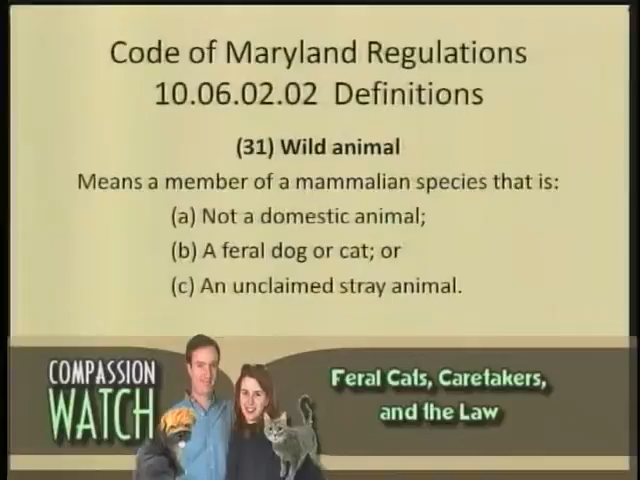 Code of Maryland Regulations
10.06.02.02 Definitions
(31) Wild animal
Means a member of a mammalian species that is:
(a) Not a domestic animal;
(b) A feral dog or cat; or
(c) An unclaimed stray animal.
COMPASSION
WATCH
Feral Cats, Caretakers,
and the Law